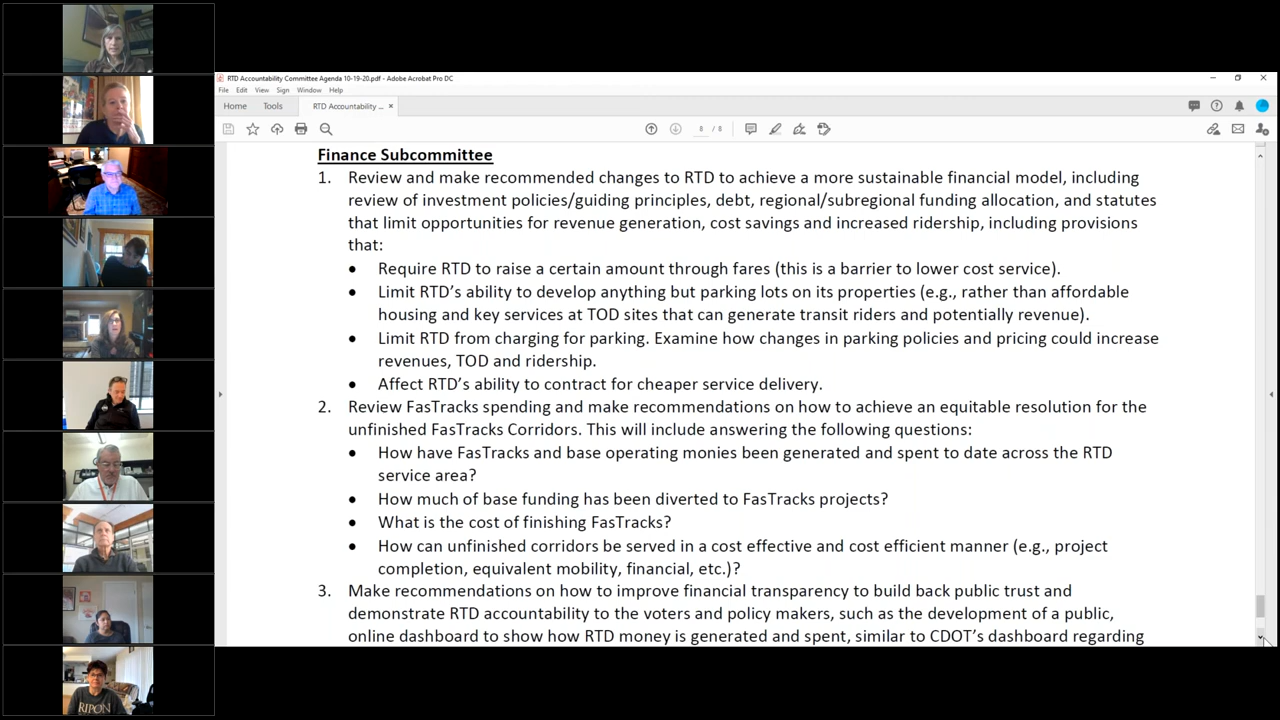 RTD Accountability Committee Agenda 10-19-20.pdf - Adobe Acrobat Pro DC
File Edit View Sign Window Help
Home Tools RTD Accountability ... ×
8 / 8
Finance Subcommittee
1. Review and make recommended changes to RTD to achieve a more sustainable financial model, including
review of investment policies/guiding principles, debt, regional/subregional funding allocation, and statutes
that limit opportunities for revenue generation, cost savings and increased ridership, including provisions
that:
• Require RTD to raise a certain amount through fares (this is a barrier to lower cost service).
• Limit RTD's ability to develop anything but parking lots on its properties (e.g., rather than affordable
housing and key services at TOD sites that can generate transit riders and potentially revenue).
• Limit RTD from charging for parking. Examine how changes in parking policies and pricing could increase
revenues, TOD and ridership.
• Affect RTD's ability to contract for cheaper service delivery.
2. Review FasTracks spending and make recommendations on how to achieve an equitable resolution for the
unfinished FasTracks Corridors. This will include answering the following questions:
• How have FasTracks and base operating monies been generated and spent to date across the RTD
service area?
• How much of base funding has been diverted to FasTracks projects?
• What is the cost of finishing FasTracks?
• How can unfinished corridors be served in a cost effective and cost efficient manner (e.g., project
completion, equivalent mobility, financial, etc.)?
3. Make recommendations on how to improve financial transparency to build back public trust and
demonstrate RTD accountability to the voters and policy makers, such as the development of a public,
online dashboard to show how RTD money is generated and spent, similar to CDOT's dashboard regarding
RIPON